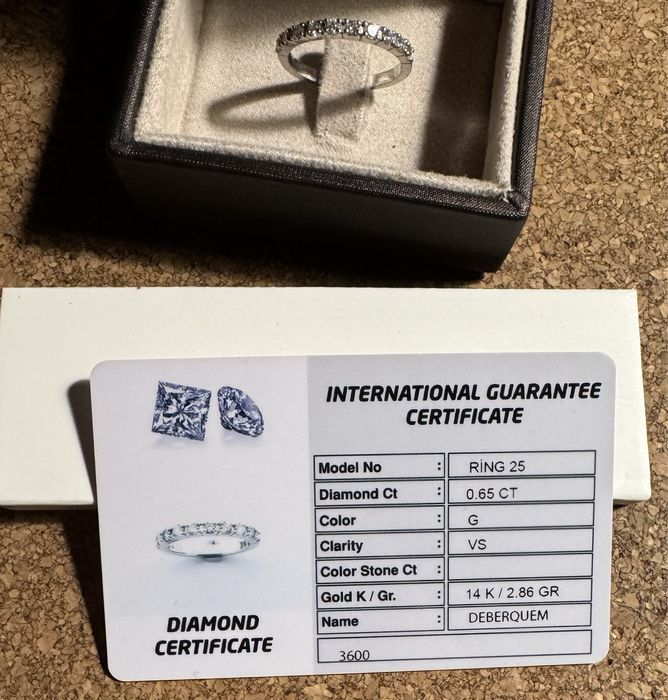 INTERNATIONAL GUARANTEE
CERTIFICATE
Model No : RİNG 25
Diamond Ct : 0.65 CT
Color : G
Clarity : VS
Color Stone Ct :
Gold K / Gr. : 14 K / 2.86 GR
Name : DEBERQUEM
3600
DIAMOND
CERTIFICATE